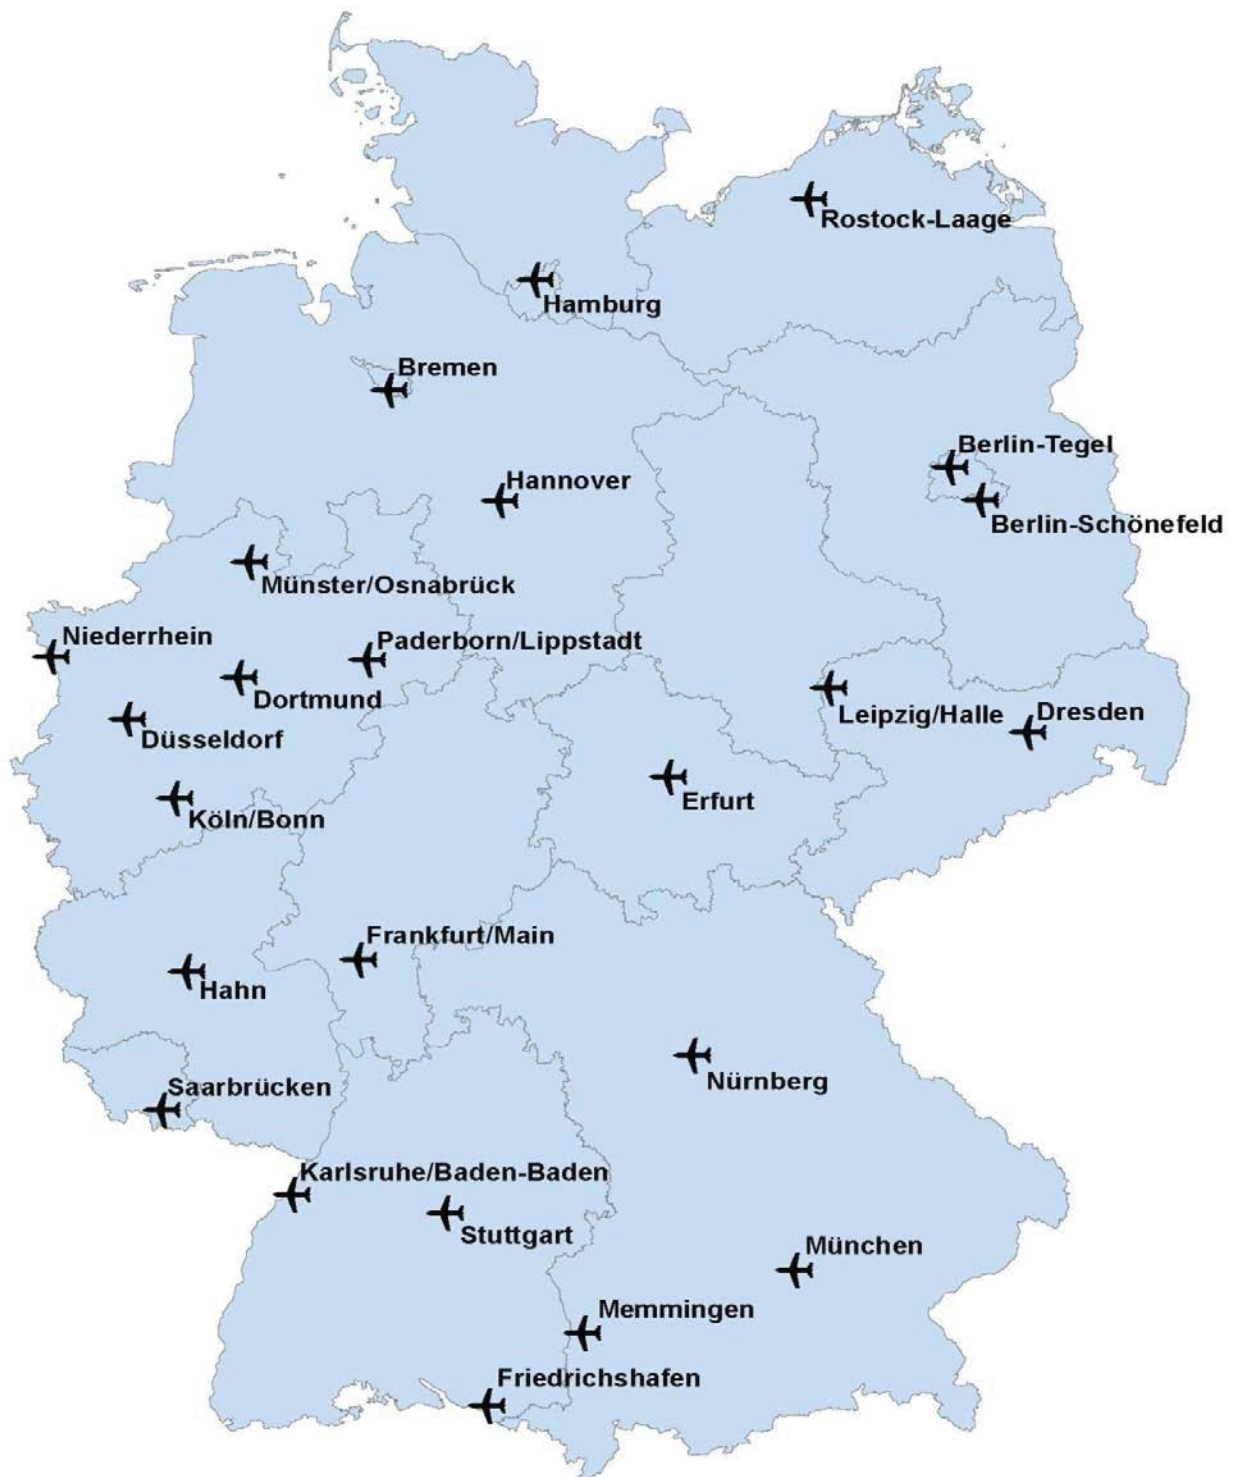 Rostock-Laage
Hamburg
Bremen
Berlin-Tegel
Hannover
Berlin-Schönefeld
Münster/Osnabrück
Niederrhein
Paderborn/Lippstadt
Dortmund
Leipzig/Halle
Dresden
Düsseldorf
Erfurt
Köln/Bonn
Frankfurt/Main
Hahn
Nürnberg
Saarbrücken
Karlsruhe/Baden-Baden
Stuttgart
München
Memmingen
Friedrichshafen